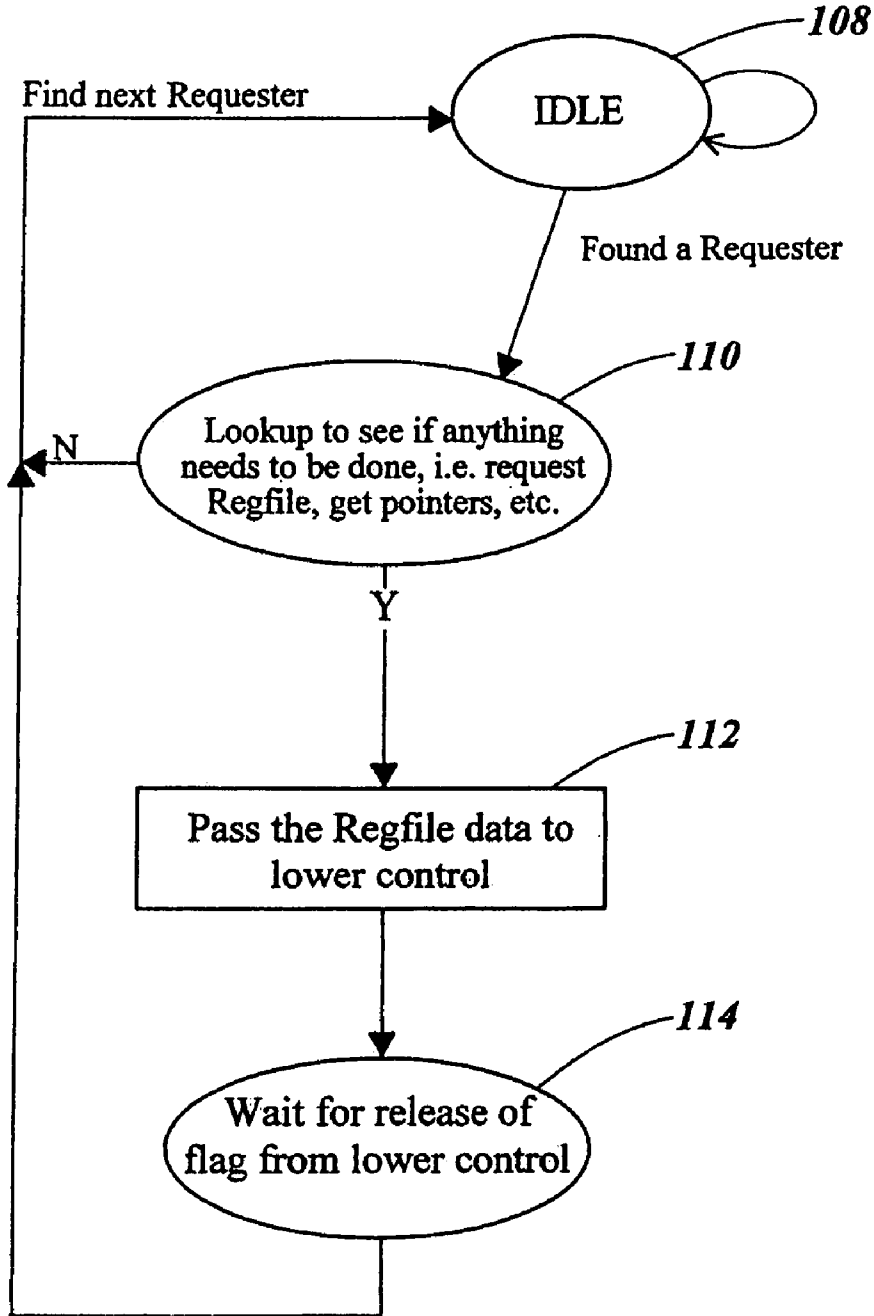 108
Find next Requester
IDLE
Found a Requester
110
Lookup to see if anything
needs to be done, i.e. request
Regfile, get pointers, etc.
N
Y
112
Pass the Regfile data to
lower control
114
Wait for release of
flag from lower control